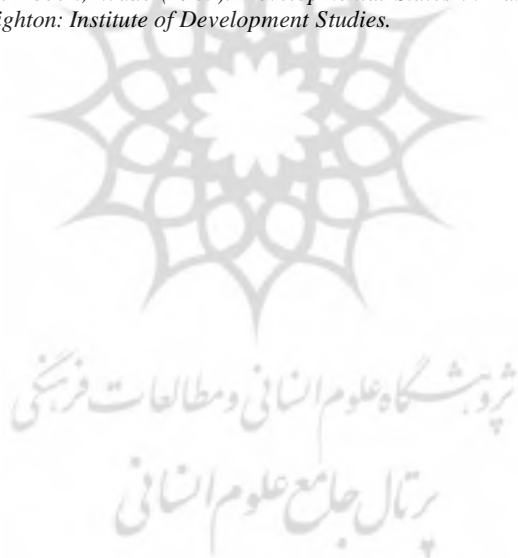 ighton: Institute of Development Studies.
پژوهشگاه علوم انسانی و مطالعات فرهنگی
پرتال جامع علوم انسانی